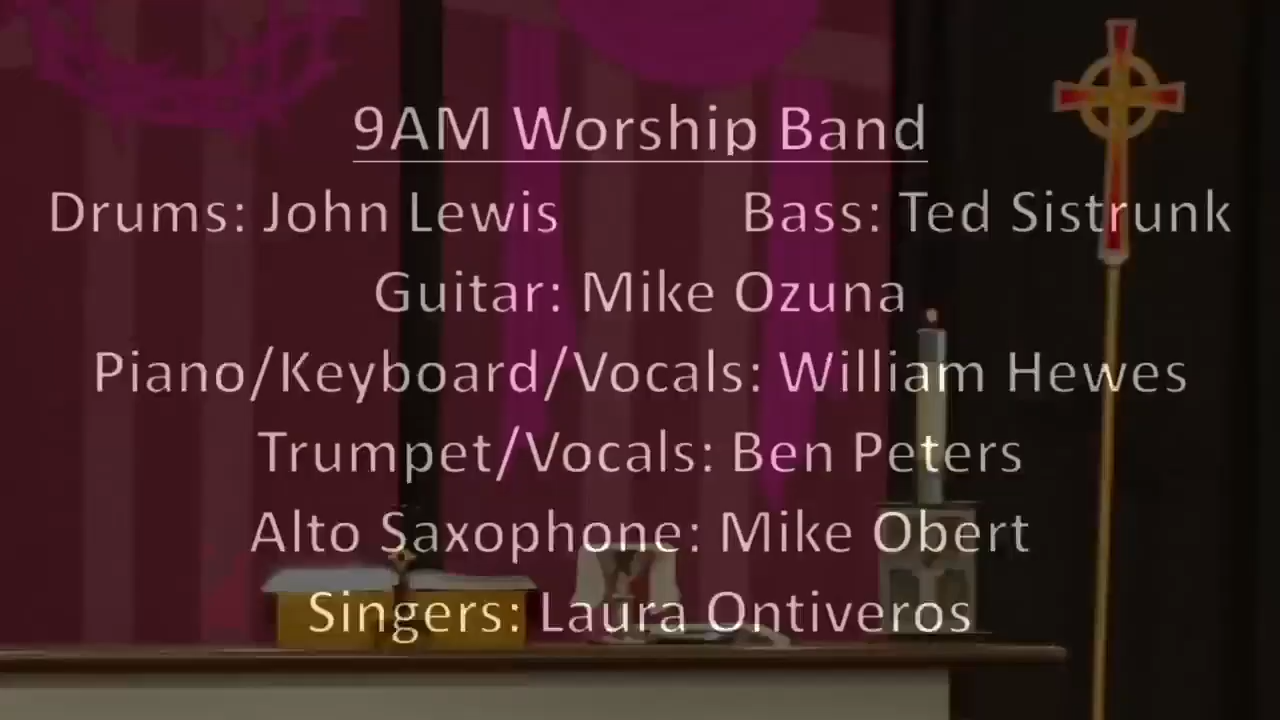 9AM Worship Band
Drums: John Lewis Bass: Ted Sistrunk
Guitar: Mike Ozuna
Piano/Keyboard/Vocals: William Hewes
Trumpet/Vocals: Ben Peters
Alto Saxophone: Mike Obert
Singers: Laura Ontiveros